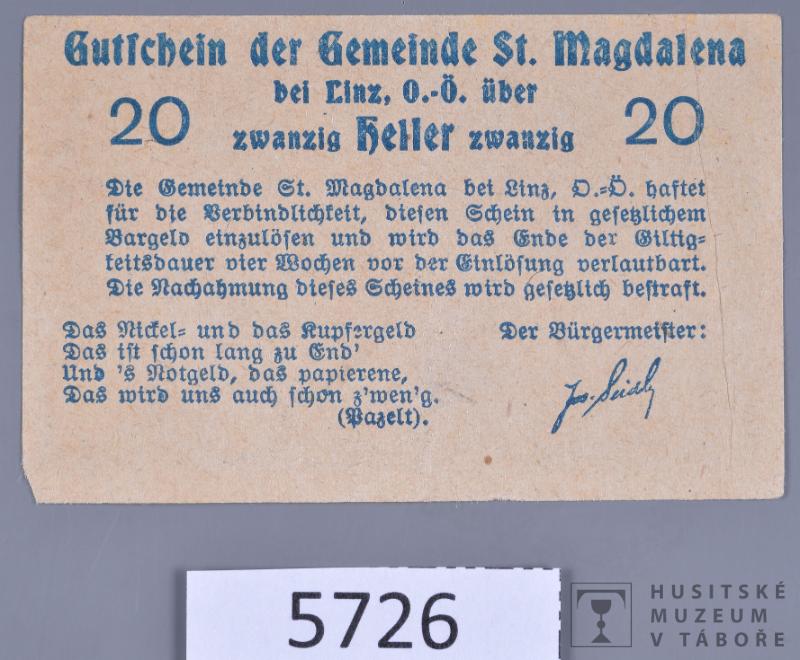 Gutschein der Gemeinde St. Magdalena
bei Linz, O.-Ö. über
20 zwanzig Heller zwanzig 20
Die Gemeinde St. Magdalena bei Linz, O.-Ö. haftet
für die Verbindlichkeit, diesen Schein in gesetzlichem
Bargeld einzulösen und wird das Ende der Giltig-
keitsdauer vier Wochen vor der Einlösung verlautbart.
Die Nachahmung dieses Scheines wird gesetzlich bestraft.
Das Nickel- und das Kupfergeld
Das ist schon lang zu End'
Und 's Notgeld, das papierene,
Das wird uns auch schon z'wen'g.
(Pazelt).
Der Bürgermeister:
5726
HUSITSKÉ
MUZEUM
V TÁBOŘE